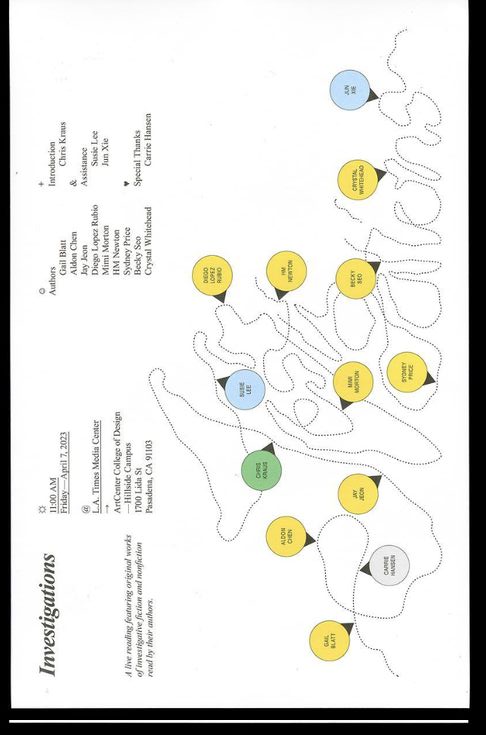 Investigations
A live reading featuring original works
of investigative fiction and nonfiction
read by their authors.
11:00 AM
Friday—April 7, 2023
@
L.A. Times Media Center
→
ArtCenter College of Design
—Hillside Campus
1700 Lida St
Pasadena, CA 91103
Authors
Gail Blatt
Aldon Chen
Jay Jeon
Diego Lopez Rubio
Mimi Morton
HM Newton
Sydney Price
Becky Seo
Crystal Whitehead
+
Introduction
Chris Kraus
&
Assistance
Susie Lee
Jun Xie
♥
Special Thanks
Carrie Hansen
GAIL
BLATT
ALDON
CHEN
CARRIE
HANSEN
JAY
JEON
CHRIS
KRAUS
SUSIE
LEE
MIMI
MORTON
SYDNEY
PRICE
DIEGO
LOPEZ
RUBIO
HM
NEWTON
BECKY
SEO
CRYSTAL
WHITEHEAD
JUN
XIE